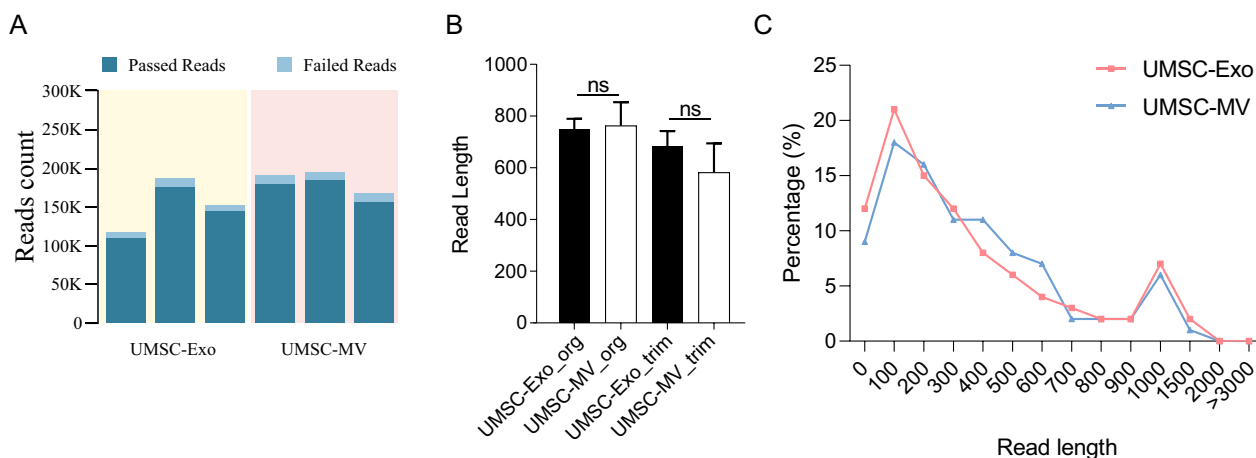 A
Passed Reads
Failed Reads
Reads count
300K
250K
200K
150K
100K
50K
0
UMSC-Exo
UMSC-MV
B
Read Length
1000
800
600
400
200
0
ns
ns
UMSC-Exo_org
UMSC-MV_org
UMSC-Exo_trim
UMSC-MV_trim
C
UMSC-Exo
UMSC-MV
Percentage (%)
25
20
15
10
5
0
0
100
200
300
400
500
600
700
800
900
1000
1500
2000
>3000
Read length